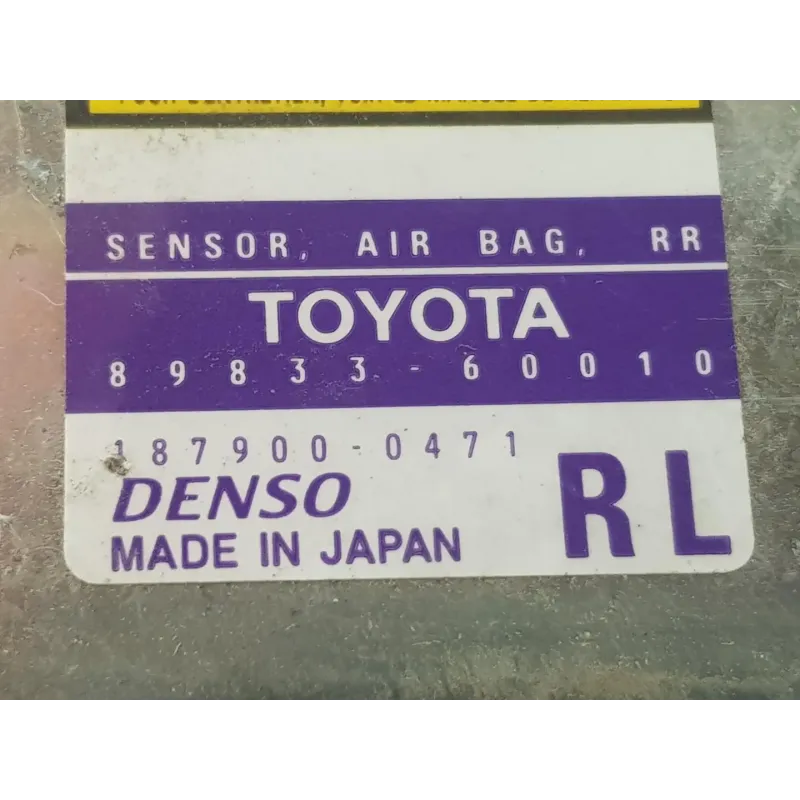 SENSOR, AIR BAG, RR
TOYOTA
89833-60010
187900-0471
DENSO
MADE IN JAPAN
RL